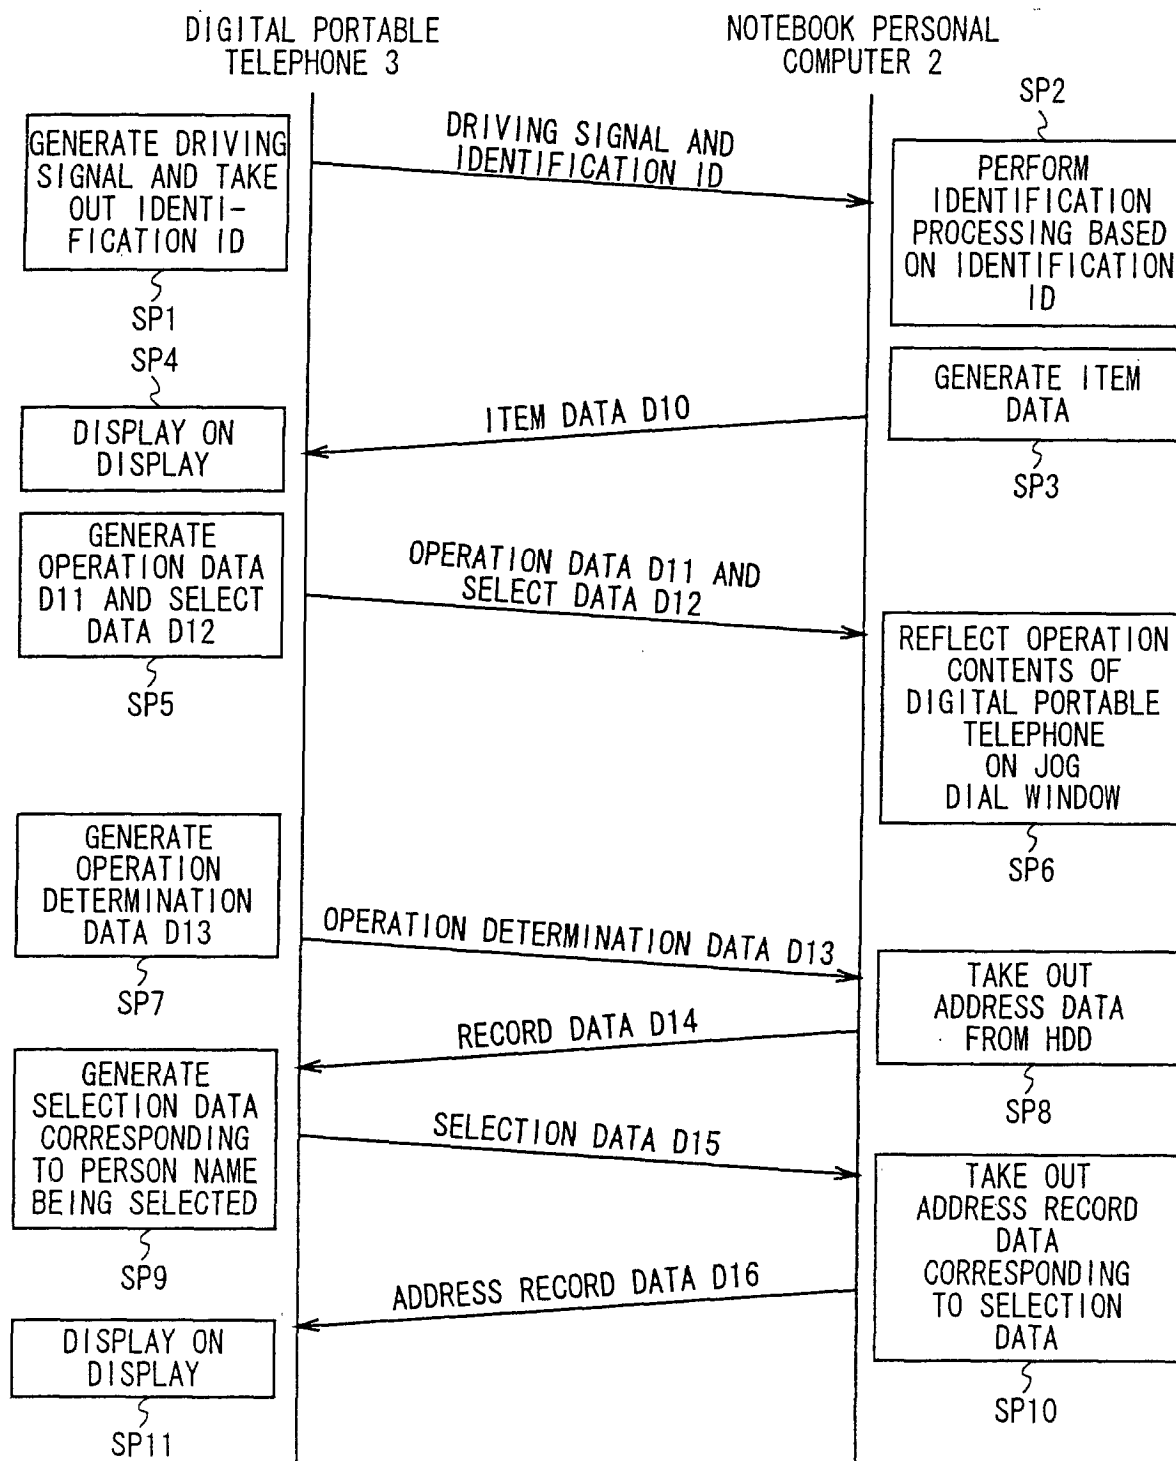 DIGITAL PORTABLE
TELEPHONE 3
NOTEBOOK PERSONAL
COMPUTER 2
GENERATE DRIVING
SIGNAL AND TAKE
OUT IDENTI-
FICATION ID
SP1
DRIVING SIGNAL AND
IDENTIFICATION ID
SP2
PERFORM
IDENTIFICATION
PROCESSING BASED
ON IDENTIFICATION
ID
GENERATE ITEM
DATA
SP3
ITEM DATA D10
SP4
DISPLAY ON
DISPLAY
GENERATE
OPERATION DATA
D11 AND SELECT
DATA D12
SP5
OPERATION DATA D11 AND
SELECT DATA D12
REFLECT OPERATION
CONTENTS OF
DIGITAL PORTABLE
TELEPHONE
ON JOG
DIAL WINDOW
SP6
GENERATE
OPERATION
DETERMINATION
DATA D13
SP7
OPERATION DETERMINATION DATA D13
TAKE OUT
ADDRESS DATA
FROM HDD
SP8
RECORD DATA D14
GENERATE
SELECTION DATA
CORRESPONDING
TO PERSON NAME
BEING SELECTED
SP9
SELECTION DATA D15
TAKE OUT
ADDRESS RECORD
DATA
CORRESPONDING
TO SELECTION
DATA
SP10
ADDRESS RECORD DATA D16
DISPLAY ON
DISPLAY
SP11